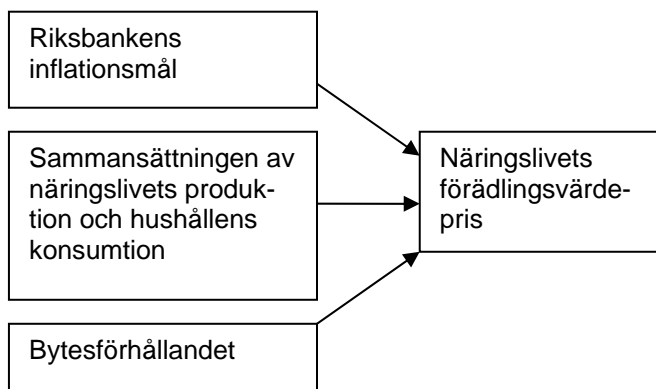 Riksbankens
inflationsmål
Sammansättningen av
näringslivets produk-
tion och hushållens
konsumtion
Näringslivets
förädlingsvärde-
pris
Bytesförhållandet